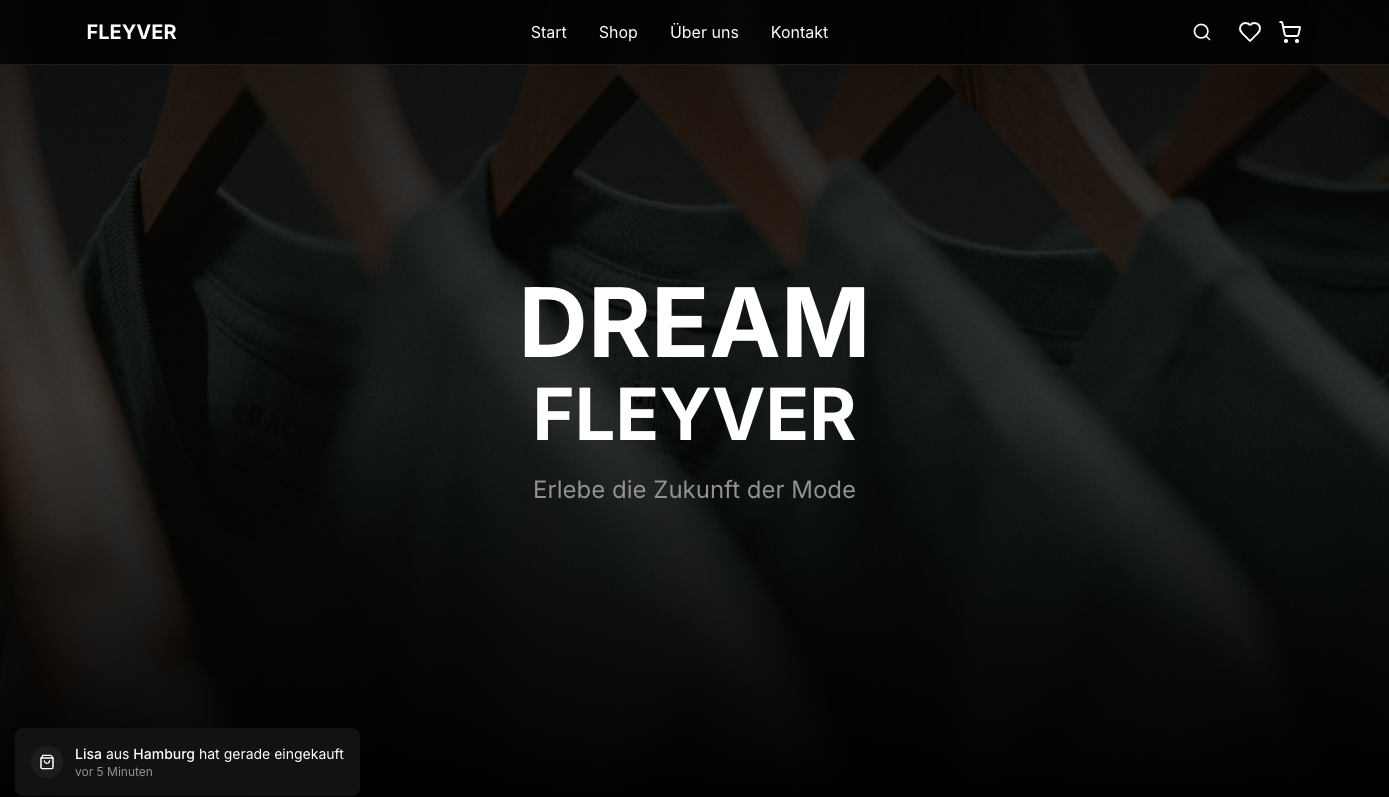 FLEYVER
Start Shop Über uns Kontakt
DREAM
FLEYVER
Erlebe die Zukunft der Mode
Lisa aus Hamburg hat gerade eingekauft
vor 5 Minuten